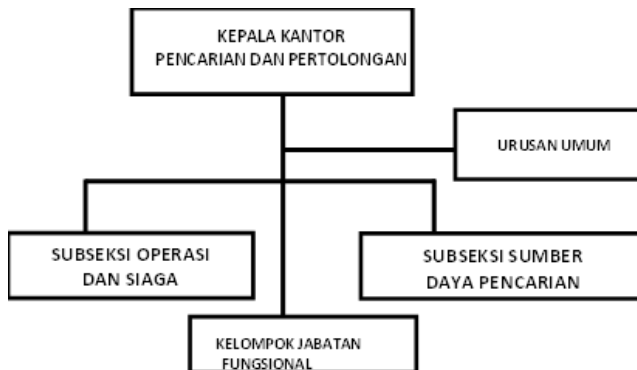 KEPALA KANTOR
PENCARIAN DAN PERTOLONGAN
URUSAN UMUM
SUBSEKSI OPERASI
DAN SIAGA
SUBSEKSI SUMBER
DAYA PENCARIAN
KELOMPOK JABATAN
FUNGSIONAL